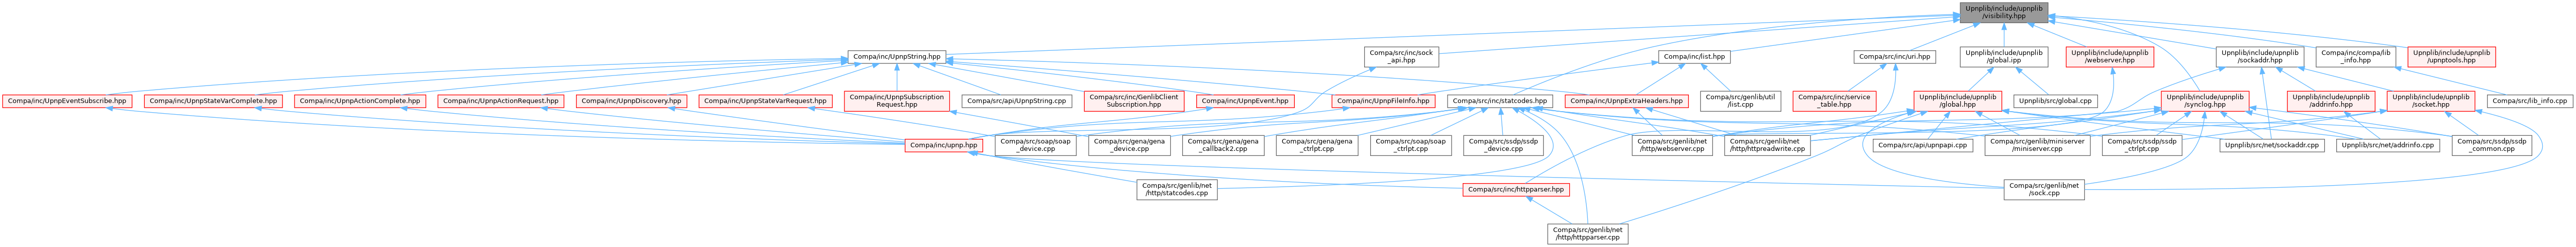 Upnplib/include/upnplib
/visibility.hpp
Compa/inc/UpnpString.hpp
Compa/src/inc/sock
_api.hpp
Compa/inc/list.hpp
Compa/src/inc/uri.hpp
Upnplib/include/upnplib
/global.ipp
Upnplib/include/upnplib
/webserver.hpp
Upnplib/include/upnplib
/sockaddr.hpp
Compa/inc/compa/lib
_info.hpp
Upnplib/include/upnplib
/upnptools.hpp
Compa/inc/UpnpEventSubscribe.hpp
Compa/inc/UpnpStateVarComplete.hpp
Compa/inc/UpnpActionComplete.hpp
Compa/inc/UpnpActionRequest.hpp
Compa/inc/UpnpDiscovery.hpp
Compa/inc/UpnpStateVarRequest.hpp
Compa/inc/UpnpSubscription
Request.hpp
Compa/src/api/UpnpString.cpp
Compa/src/inc/GenlibClient
Subscription.hpp
Compa/inc/UpnpEvent.hpp
Compa/inc/UpnpFileInfo.hpp
Compa/src/inc/statcodes.hpp
Compa/inc/UpnpExtraHeaders.hpp
Compa/src/genlib/util
/list.cpp
Compa/src/inc/service
_table.hpp
Upnplib/include/upnplib
/global.hpp
Upnplib/src/global.cpp
Upnplib/include/upnplib
/synclog.hpp
Upnplib/include/upnplib
/addrinfo.hpp
Upnplib/include/upnplib
/socket.hpp
Compa/src/lib_info.cpp
Compa/inc/upnp.hpp
Compa/src/soap/soap
_device.cpp
Compa/src/gena/gena
_device.cpp
Compa/src/gena/gena
_callback2.cpp
Compa/src/gena/gena
_ctrlpt.cpp
Compa/src/soap/soap
_ctrlpt.cpp
Compa/src/ssdp/ssdp
_device.cpp
Compa/src/genlib/net
/http/webserver.cpp
Compa/src/genlib/net
/http/httpreadwrite.cpp
Compa/src/api/upnpapi.cpp
Compa/src/genlib/miniserver
/miniserver.cpp
Compa/src/ssdp/ssdp
_ctrlpt.cpp
Upnplib/src/net/sockaddr.cpp
Upnplib/src/net/addrinfo.cpp
Compa/src/ssdp/ssdp
_common.cpp
Compa/src/genlib/net
/http/statcodes.cpp
Compa/src/inc/httpparser.hpp
Compa/src/genlib/net
/sock.cpp
Compa/src/genlib/net
/http/httpparser.cpp